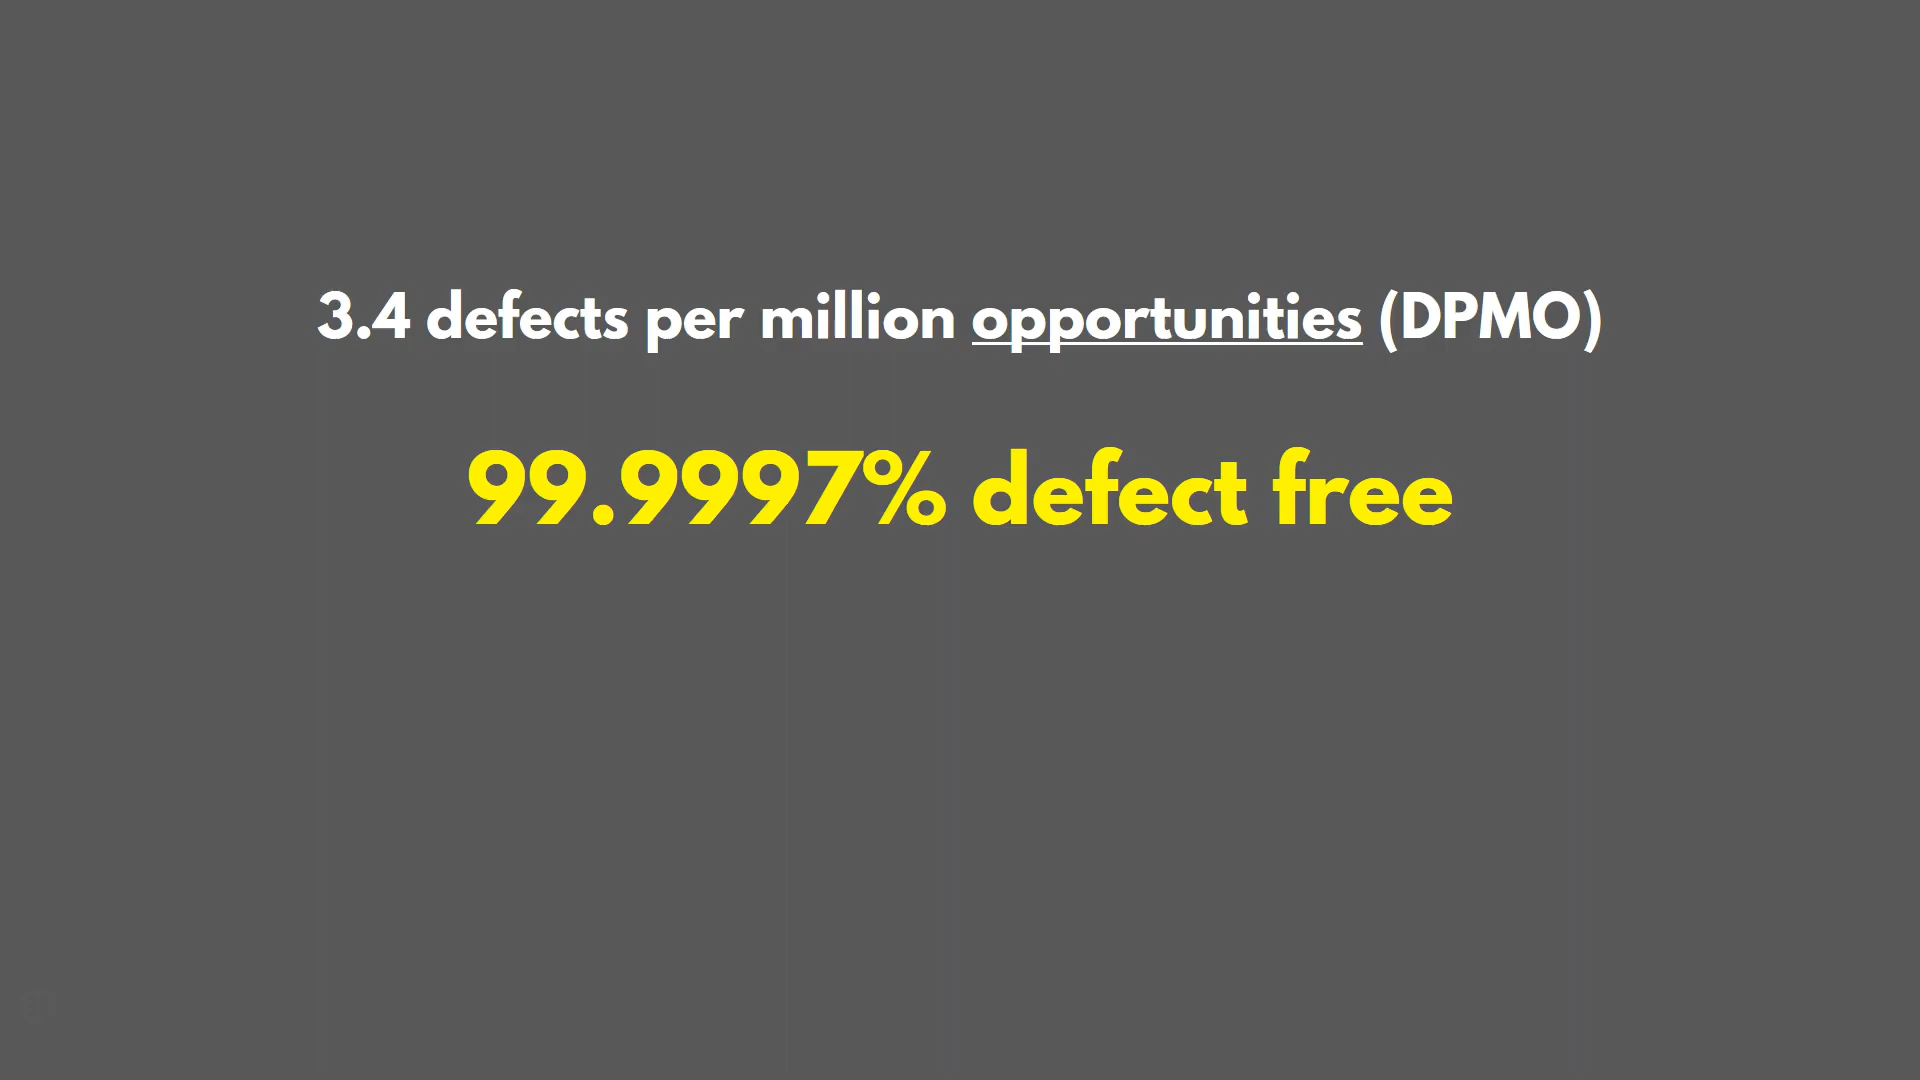 3.4 defects per million opportunities (DPMO)
99.9997% defect free